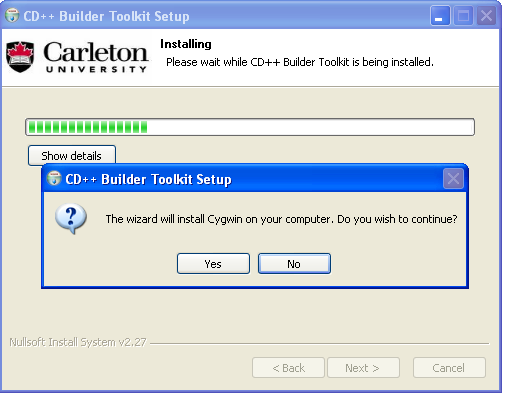 CD++ Builder Toolkit Setup
Carleton
UNIVERSITY
Installing
Please wait while CD++ Builder Toolkit is being installed.
Show details
CD++ Builder Toolkit Setup
The wizard will install Cygwin on your computer. Do you wish to continue?
Yes
No
Nullsoft Install System v2.27
< Back
Next >
Cancel